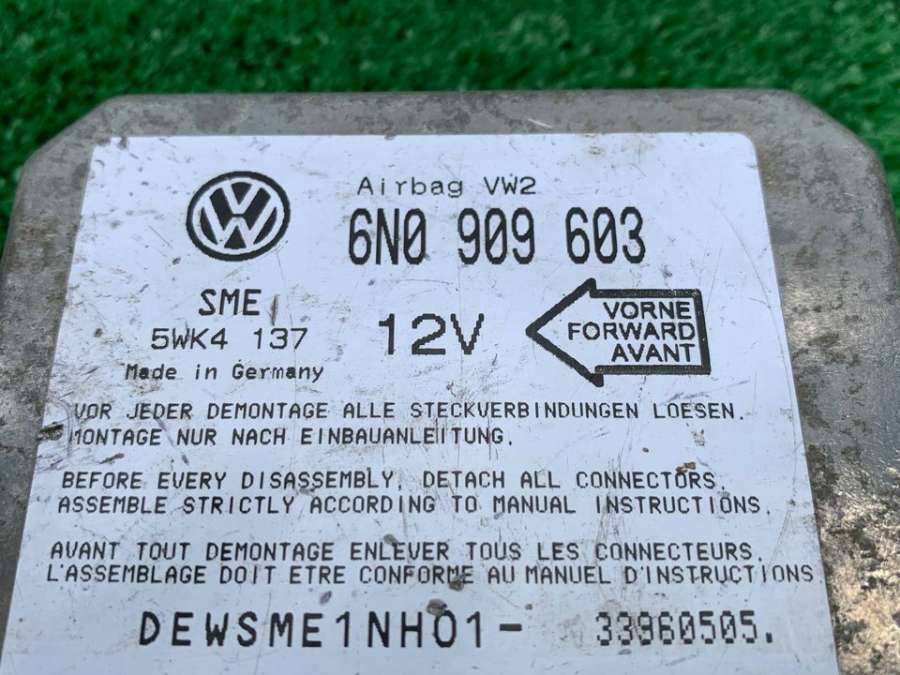 Airbag VW2
6N0 909 603
SME
5WK4 137
12V
Made in Germany
VORNE
FORWARD
AVANT
VOR JEDER DEMONTAGE ALLE STECKVERBINDUNGEN LOESEN.
MONTAGE NUR NACH EINBAUANLEITUNG.
BEFORE EVERY DISASSEMBLY, DETACH ALL CONNECTORS.
ASSEMBLE STRICTLY ACCORDING TO MANUAL INSTRUCTIONS.
AVANT TOUT DEMONTAGE ENLEVER TOUS LES CONNECTEURS.
L'ASSEMBLAGE DOIT ETRE CONFORME AU MANUEL D'INSTRUCTIONS
DEWSME1NH01- 33960505.